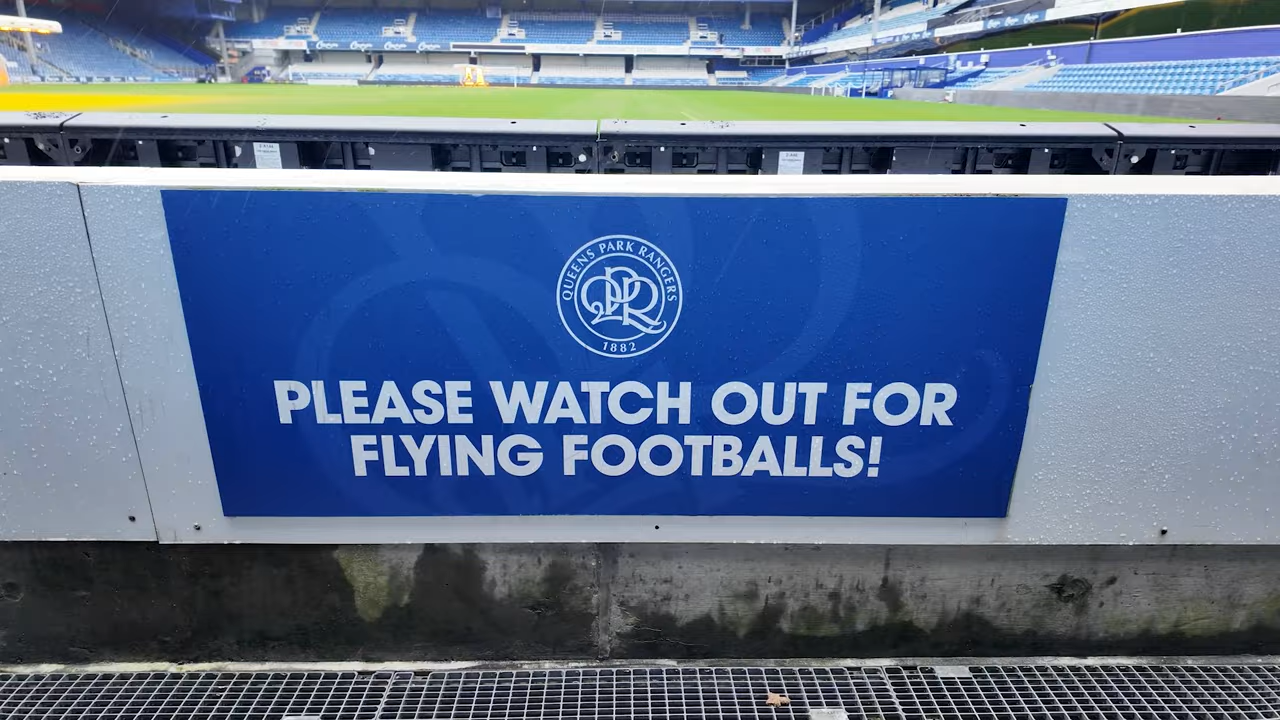 QUEENS PARK RANGERS
QPR
1882
PLEASE WATCH OUT FOR
FLYING FOOTBALLS!